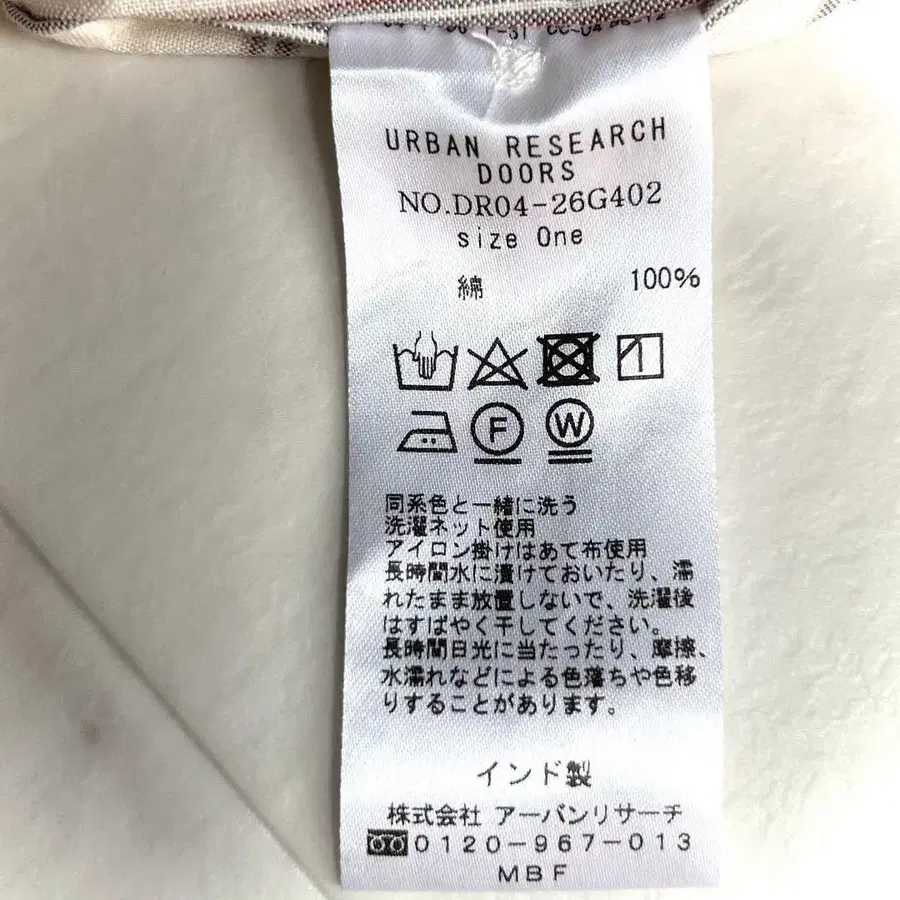 URBAN RESEARCH
DOORS
NO.DR04-26G402
size One
綿 100%
1
F W
同系色と一緒に洗う
洗濯ネット使用
アイロン掛けはあて布使用
長時間水に漬けておいたり、濡
れたまま放置しないで、洗濯後
はすばやく干してください。
長時間日光に当たったり、摩擦、
水濡れなどによる色落ちや色移
りすることがあります。
インド製
株式会社 アーバンリサーチ
0120-967-013
MBF